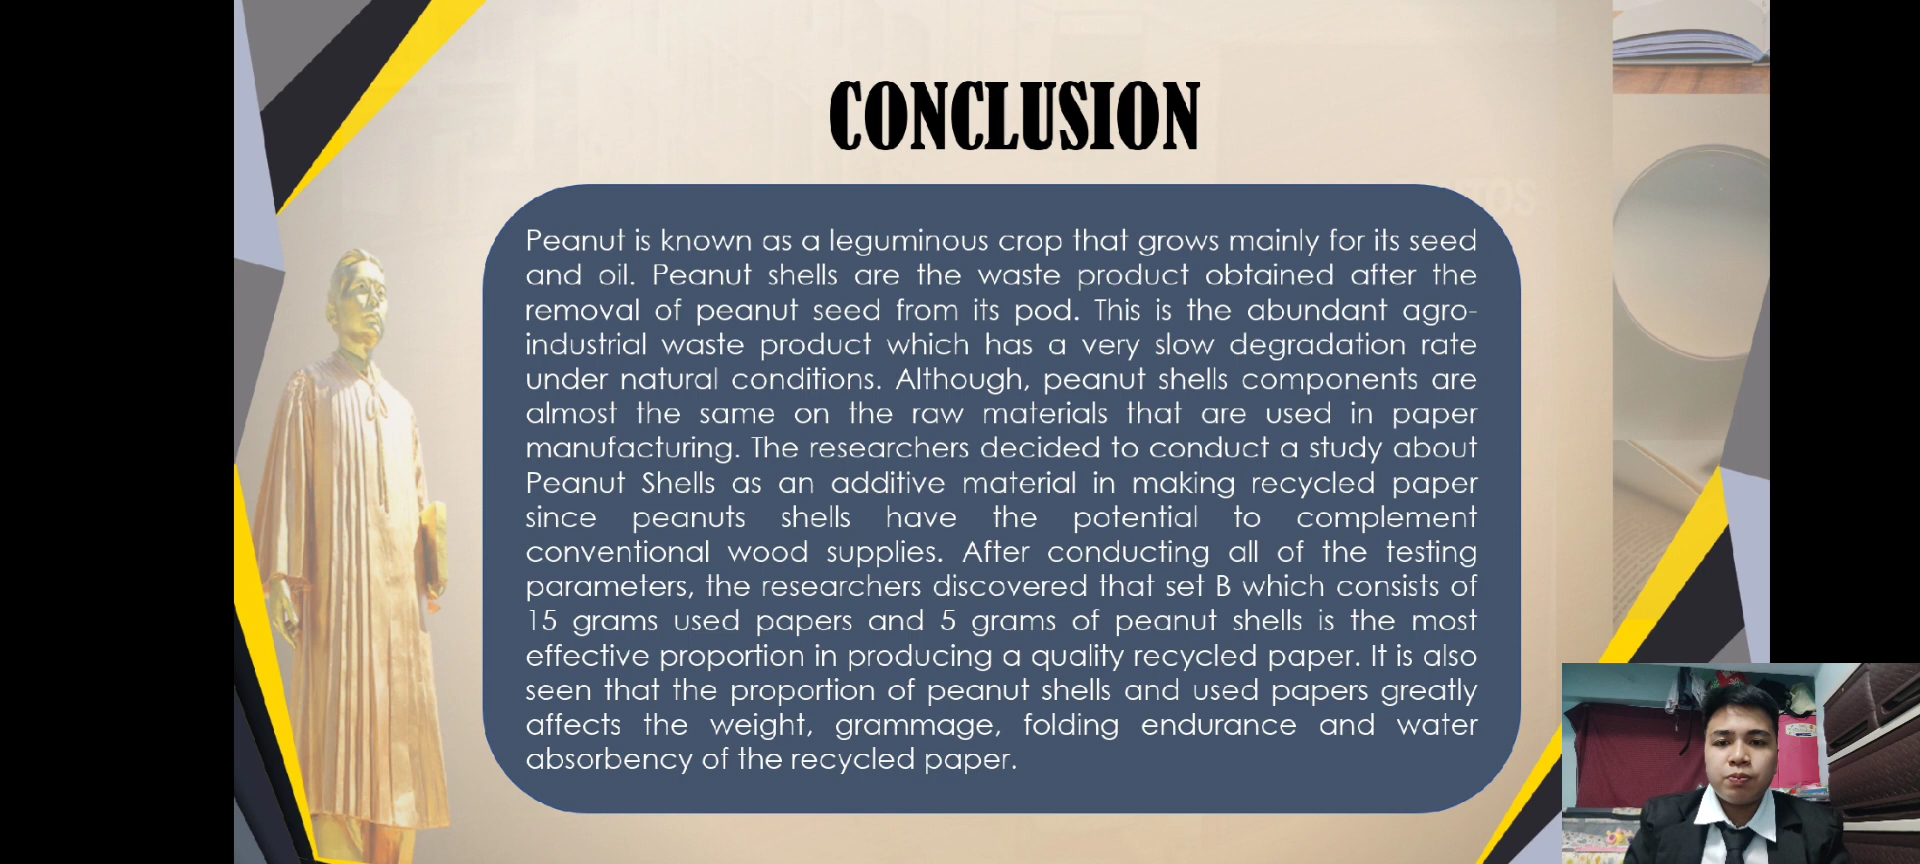 CONCLUSION
Peanut is known as a leguminous crop that grows mainly for its seed
and oil. Peanut shells are the waste product obtained after the
removal of peanut seed from its pod. This is the abundant agro-
industrial waste product which has a very slow degradation rate
under natural conditions. Although, peanut shells components are
almost the same on the raw materials that are used in paper
manufacturing. The researchers decided to conduct a study about
Peanut Shells as an additive material in making recycled paper
since peanuts shells have the potential to complement
conventional wood supplies. After conducting all of the testing
parameters, the researchers discovered that set B which consists of
15 grams used papers and 5 grams of peanut shells is the most
effective proportion in producing a quality recycled paper. It is also
seen that the proportion of peanut shells and used papers greatly
affects the weight, grammage, folding endurance and water
absorbency of the recycled paper.